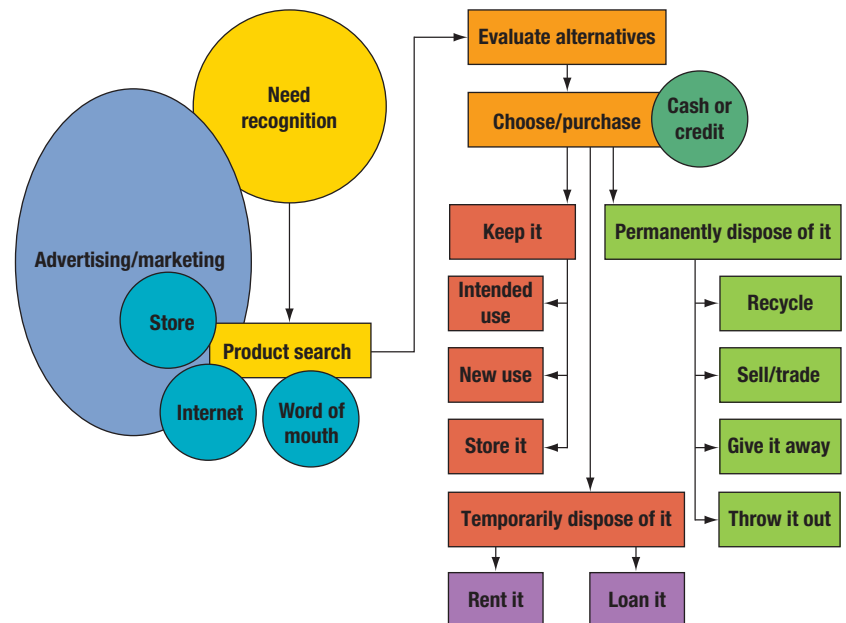 Need
recognition
Advertising/marketing
Store
Product search
Internet
Word of
mouth
Evaluate alternatives
Choose/purchase
Cash or
credit
Keep it
Intended
use
New use
Store it
Permanently dispose of it
Recycle
Sell/trade
Give it away
Throw it out
Temporarily dispose of it
Rent it
Loan it